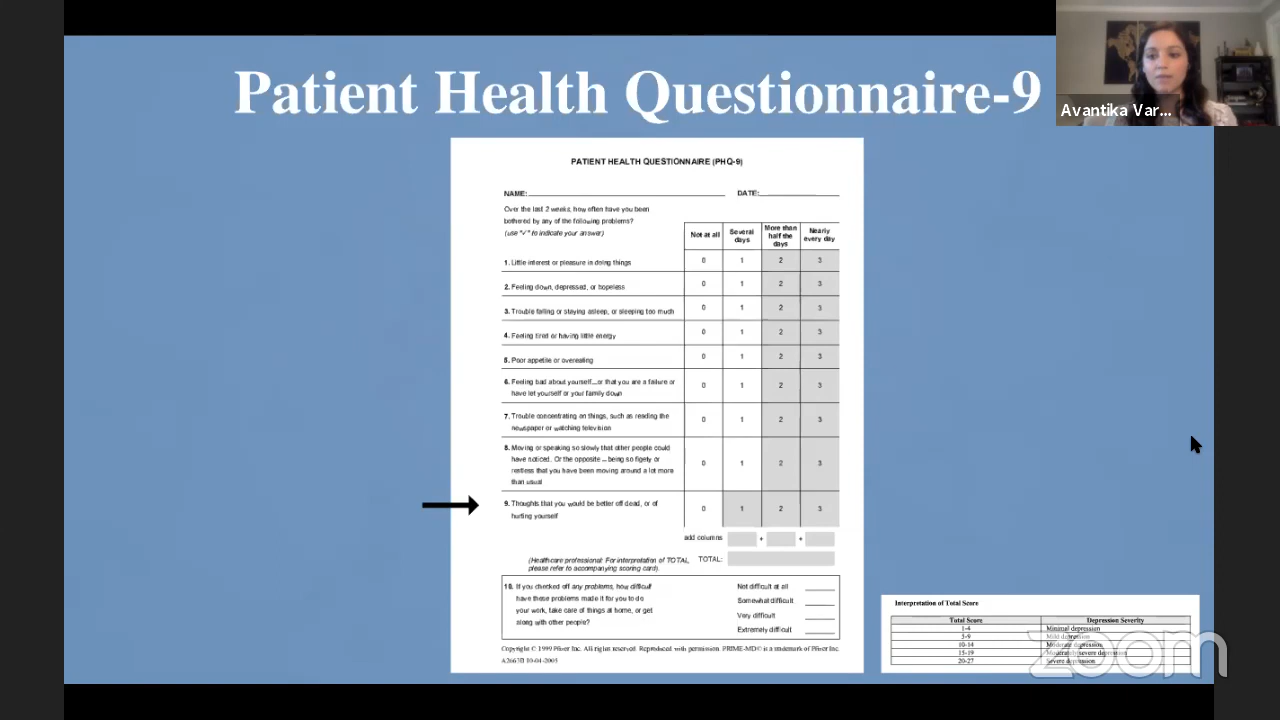 Patient Health Questionnaire-9
Avantika Var...
PATIENT HEALTH QUESTIONNAIRE (PHQ-9)
NAME: DATE:
Over the last 2 weeks, how often have you been
bothered by any of the following problems?
(use "✓" to indicate your answer)
Not at all
Several
days
More than
half the
days
Nearly
every day
1. Little interest or pleasure in doing things 0 1 2 3
2. Feeling down, depressed, or hopeless 0 1 2 3
3. Trouble falling or staying asleep, or sleeping too much 0 1 2 3
4. Feeling tired or having little energy 0 1 2 3
5. Poor appetite or overeating 0 1 2 3
6. Feeling bad about yourself—or that you are a failure or
have let yourself or your family down 0 1 2 3
7. Trouble concentrating on things, such as reading the
newspaper or watching television 0 1 2 3
8. Moving or speaking so slowly that other people could
have noticed. Or the opposite—being so figety or
restless that you have been moving around a lot more
than usual 0 1 2 3
9. Thoughts that you would be better off dead, or of
hurting yourself 0 1 2 3
add columns + +
(Healthcare professional: For interpretation of TOTAL, TOTAL:
please refer to accompanying scoring card).
10. If you checked off any problems, how difficult
have these problems made it for you to do
your work, take care of things at home, or get
along with other people?
Not difficult at all
Somewhat difficult
Very difficult
Extremely difficult
Copyright © 1999 Pfizer Inc. All rights reserved. Reproduced with permission. PRIME-MD© is a trademark of Pfizer Inc.
A2663B 10-04-2005
Interpretation of Total Score
Total Score Depression Severity
1-4 Minimal depression
5-9 Mild depression
10-14 Moderate depression
15-19 Moderately severe depression
20-27 Severe depression
zoom